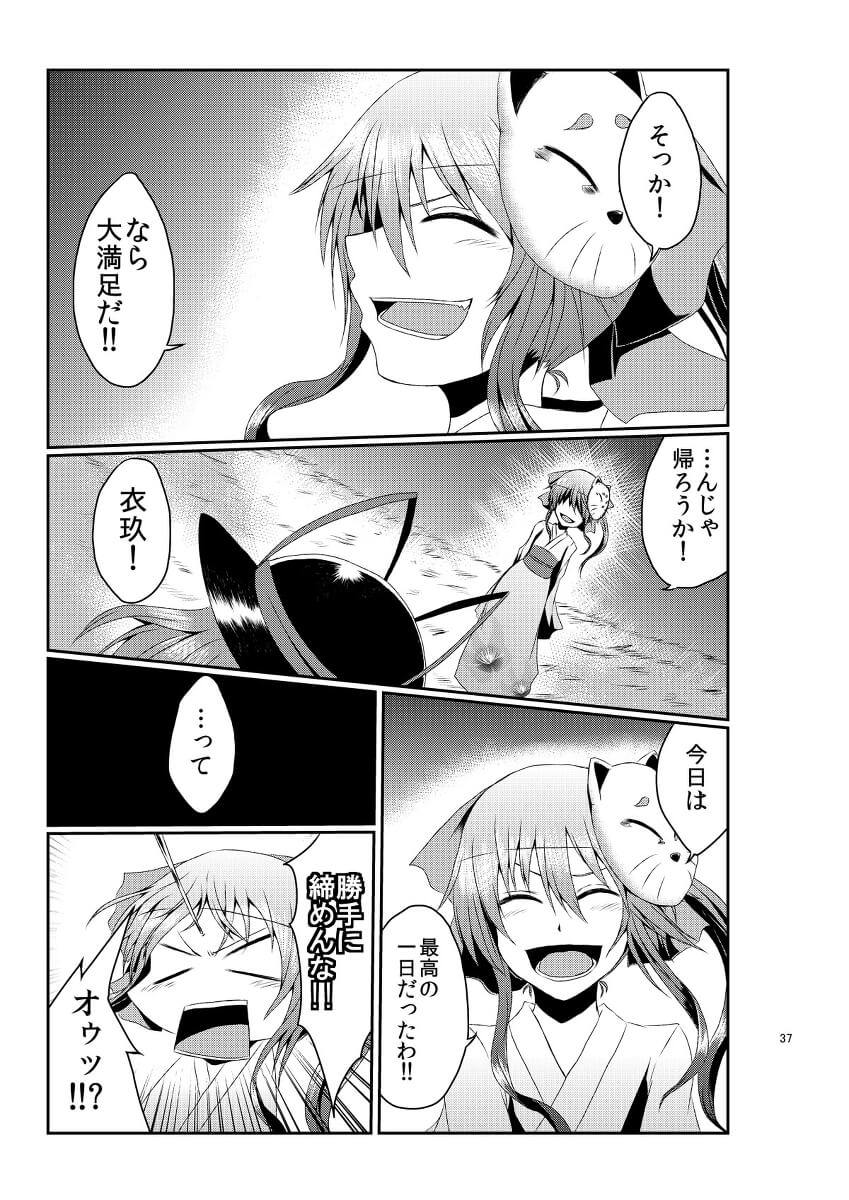 そっか！
なら
大満足だ!!
…んじゃ
帰ろうか！
衣玖！
今日は
最高の
一日だったわ!!
…って
勝手に
締めんな!!
オゥッ
!!?
37